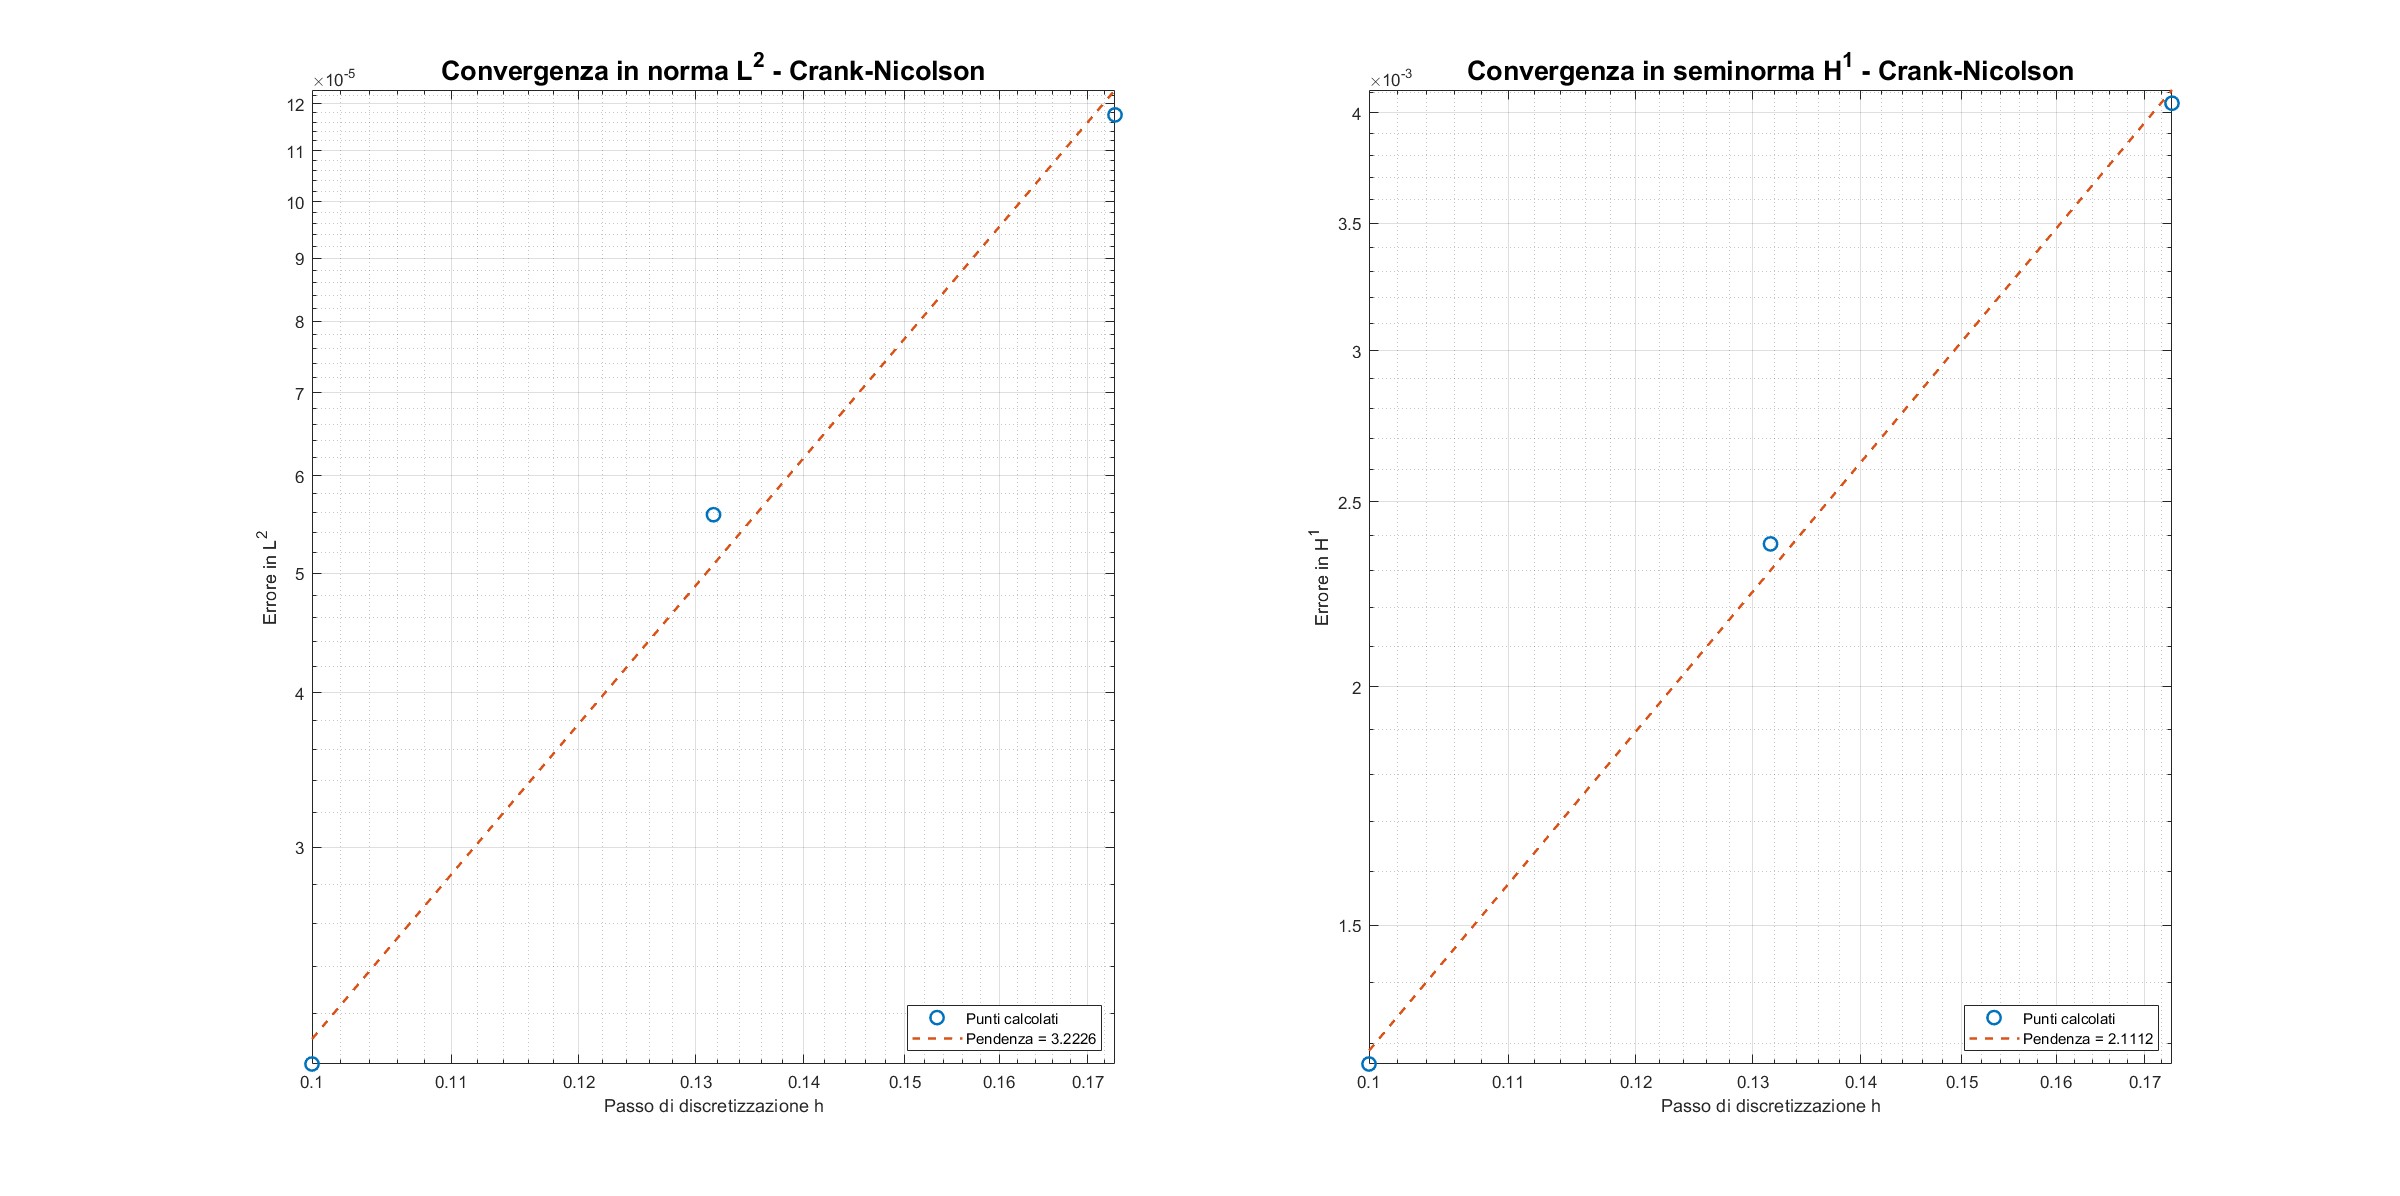 Convergenza in norma L2 - Crank-Nicolson
×10-5
12
11
10
9
8
7
6
5
4
3
Errore in L2
0.1 0.11 0.12 0.13 0.14 0.15 0.16 0.17
Passo di discretizzazione h
Punti calcolati
Pendenza = 3.2226
Convergenza in seminorma H1 - Crank-Nicolson
×10-3
4
3.5
3
2.5
2
1.5
Errore in H1
0.1 0.11 0.12 0.13 0.14 0.15 0.16 0.17
Passo di discretizzazione h
Punti calcolati
Pendenza = 2.1112